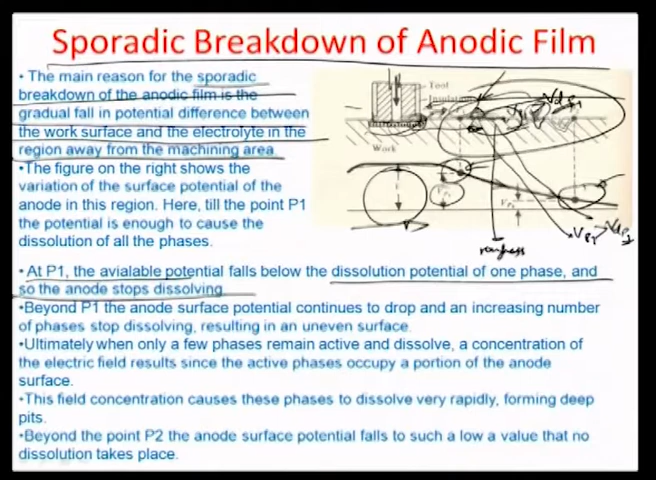 Sporadic Breakdown of Anodic Film
•The main reason for the sporadic
breakdown of the anodic film is the
gradual fall in potential difference between
the work surface and the electrolyte in the
region away from the machining area.
•The figure on the right shows the
variation of the surface potential of the
anode in this region. Here, till the point P1
the potential is enough to cause the
dissolution of all the phases.
Tool
Insulation
Work
roughness
•At P1, the avialable potential falls below the dissolution potential of one phase, and
so the anode stops dissolving.
•Beyond P1 the anode surface potential continues to drop and an increasing number
of phases stop dissolving, resulting in an uneven surface.
•Ultimately when only a few phases remain active and dissolve, a concentration of
the electric field results since the active phases occupy a portion of the anode
surface.
•This field concentration causes these phases to dissolve very rapidly, forming deep
pits.
•Beyond the point P2 the anode surface potential falls to such a low a value that no
dissolution takes place.